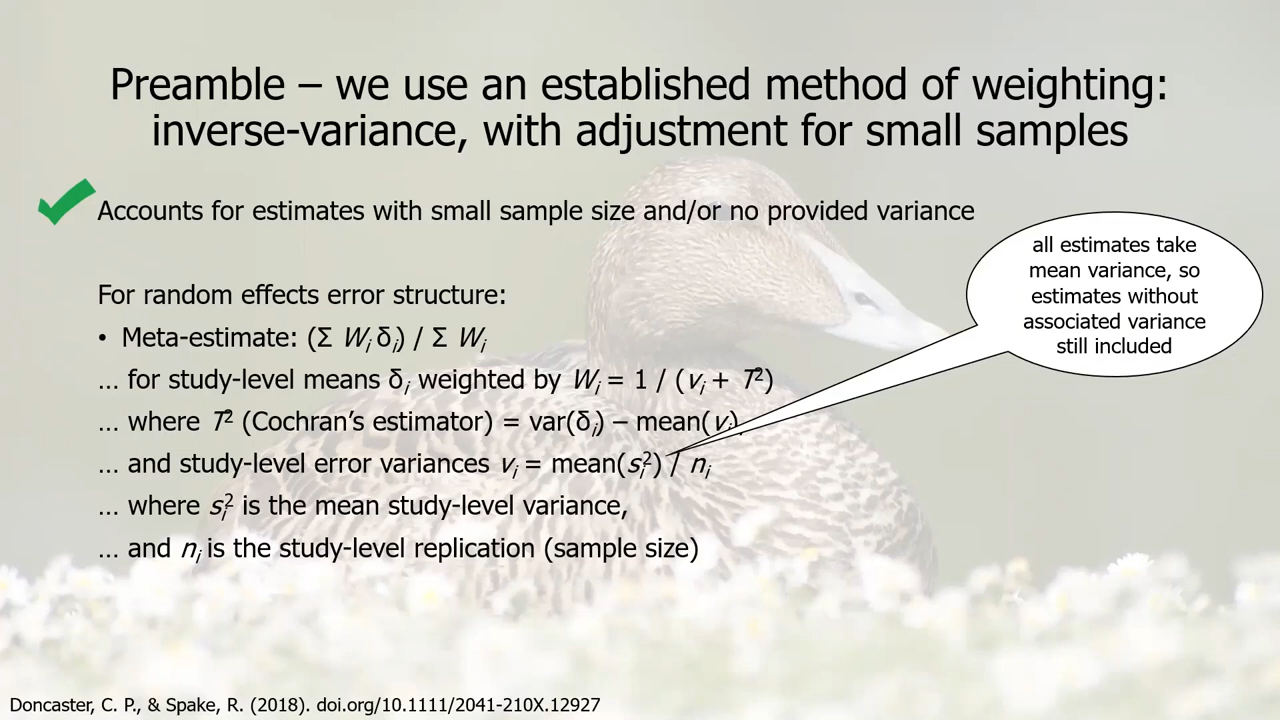 Preamble – we use an established method of weighting:
inverse-variance, with adjustment for small samples
Accounts for estimates with small sample size and/or no provided variance
all estimates take
mean variance, so
estimates without
associated variance
still included
For random effects error structure:
• Meta-estimate: (Σ Wᵢ δᵢ) / Σ Wᵢ
… for study-level means δᵢ weighted by Wᵢ = 1 / (vᵢ + T²)
… where T² (Cochran’s estimator) = var(δᵢ) – mean(vᵢ),
… and study-level error variances vᵢ = mean(sᵢ²) / nᵢ
… where sᵢ² is the mean study-level variance,
… and nᵢ is the study-level replication (sample size)
Doncaster, C. P., & Spake, R. (2018). doi.org/10.1111/2041-210X.12927